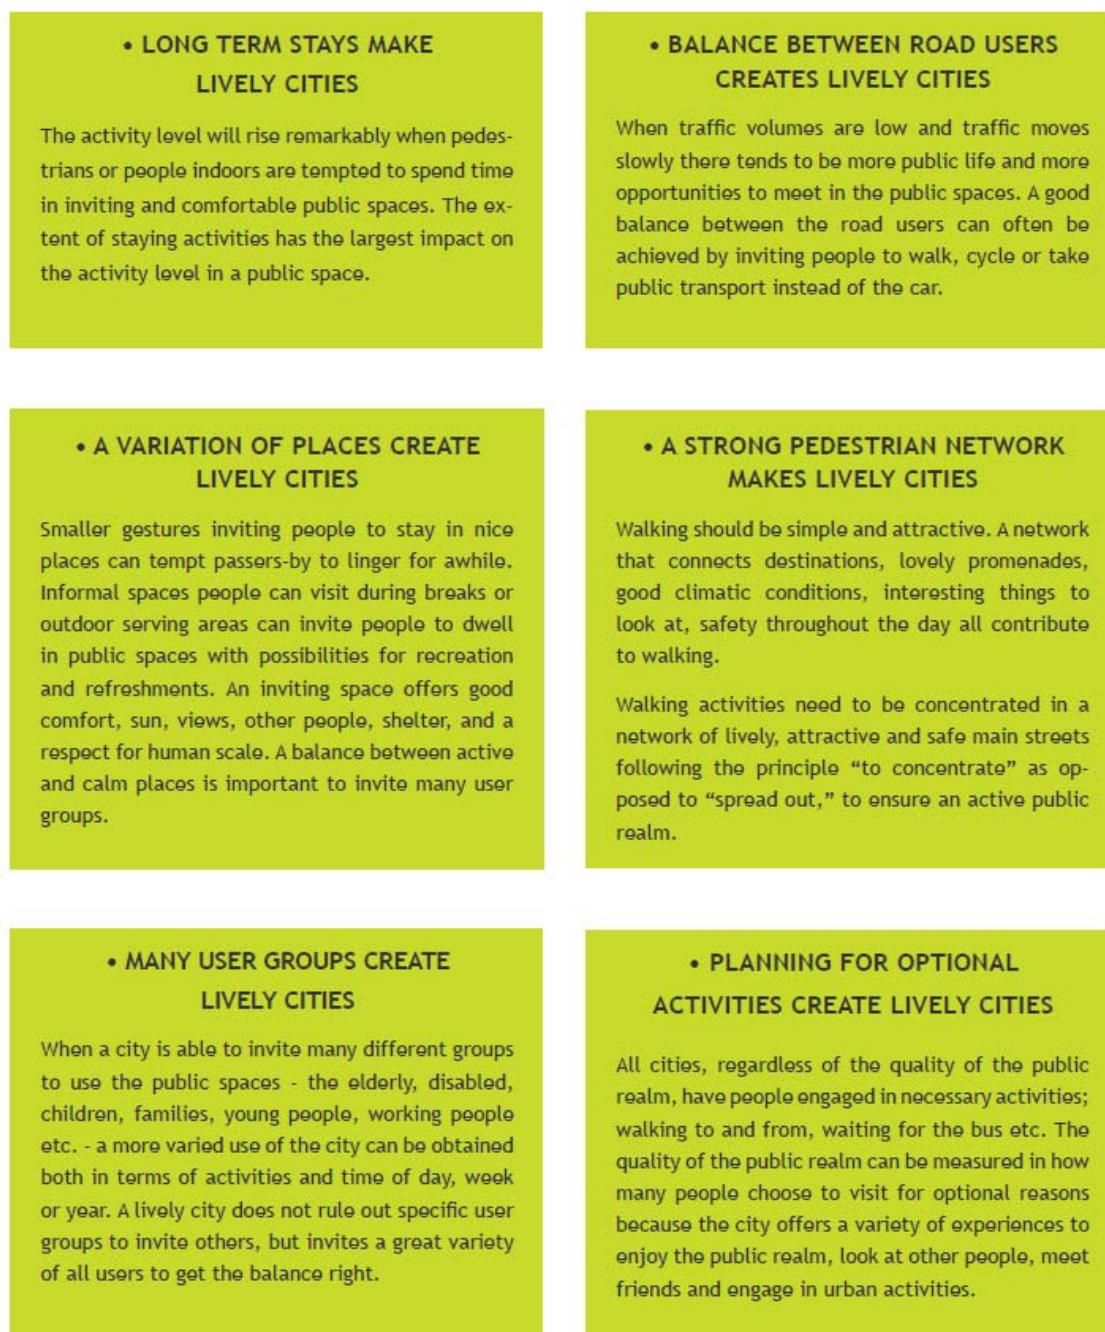 • LONG TERM STAYS MAKE
LIVELY CITIES
The activity level will rise remarkably when pedes-
trians or people indoors are tempted to spend time
in inviting and comfortable public spaces. The ex-
tent of staying activities has the largest impact on
the activity level in a public space.
• BALANCE BETWEEN ROAD USERS
CREATES LIVELY CITIES
When traffic volumes are low and traffic moves
slowly there tends to be more public life and more
opportunities to meet in the public spaces. A good
balance between the road users can often be
achieved by inviting people to walk, cycle or take
public transport instead of the car.
• A VARIATION OF PLACES CREATE
LIVELY CITIES
Smaller gestures inviting people to stay in nice
places can tempt passers-by to linger for awhile.
Informal spaces people can visit during breaks or
outdoor serving areas can invite people to dwell
in public spaces with possibilities for recreation
and refreshments. An inviting space offers good
comfort, sun, views, other people, shelter, and a
respect for human scale. A balance between active
and calm places is important to invite many user
groups.
• A STRONG PEDESTRIAN NETWORK
MAKES LIVELY CITIES
Walking should be simple and attractive. A network
that connects destinations, lovely promenades,
good climatic conditions, interesting things to
look at, safety throughout the day all contribute
to walking.
Walking activities need to be concentrated in a
network of lively, attractive and safe main streets
following the principle “to concentrate” as op-
posed to “spread out,” to ensure an active public
realm.
• MANY USER GROUPS CREATE
LIVELY CITIES
When a city is able to invite many different groups
to use the public spaces - the elderly, disabled,
children, families, young people, working people
etc. - a more varied use of the city can be obtained
both in terms of activities and time of day, week
or year. A lively city does not rule out specific user
groups to invite others, but invites a great variety
of all users to get the balance right.
• PLANNING FOR OPTIONAL
ACTIVITIES CREATE LIVELY CITIES
All cities, regardless of the quality of the public
realm, have people engaged in necessary activities;
walking to and from, waiting for the bus etc. The
quality of the public realm can be measured in how
many people choose to visit for optional reasons
because the city offers a variety of experiences to
enjoy the public realm, look at other people, meet
friends and engage in urban activities.